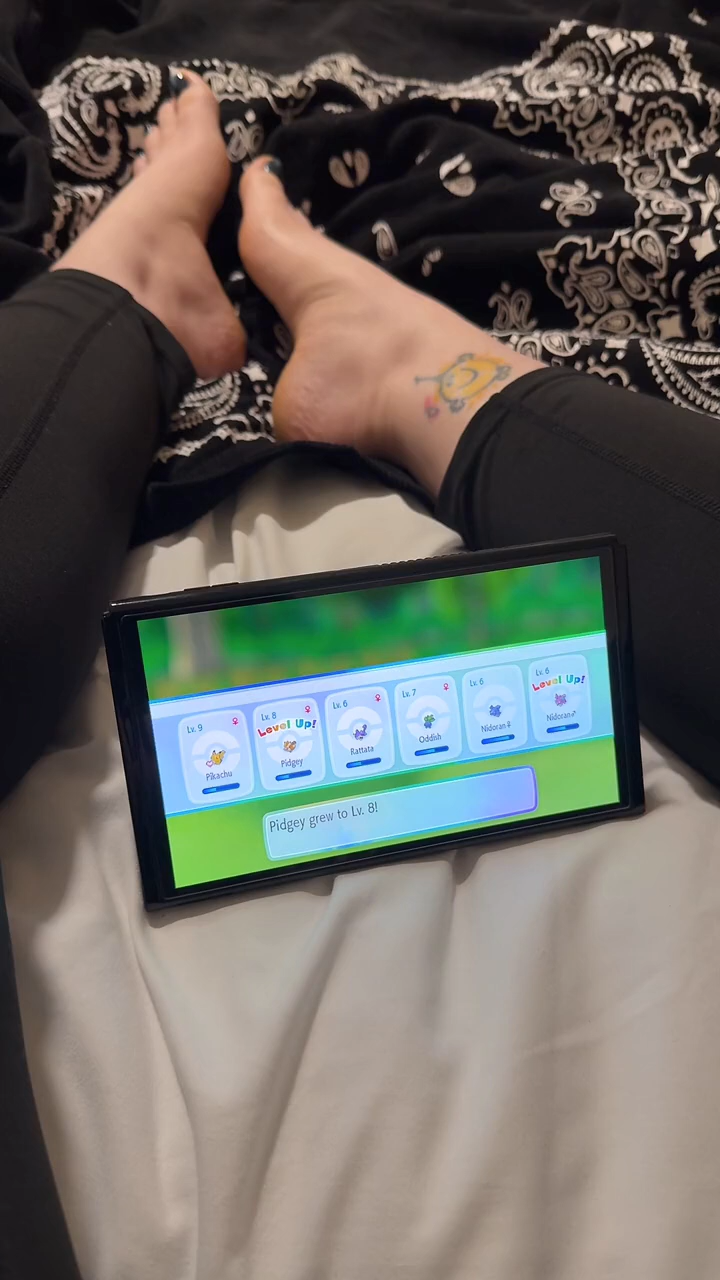 Lv. 9 ♀
Pikachu
Lv. 8 ♀
Level Up!
Pidgey
Lv. 6 ♀
Rattata
Lv. 7 ♀
Oddish
Lv. 6
Nidoran♀
Lv. 6
Level Up!
Nidoran♂
Pidgey grew to Lv. 8!